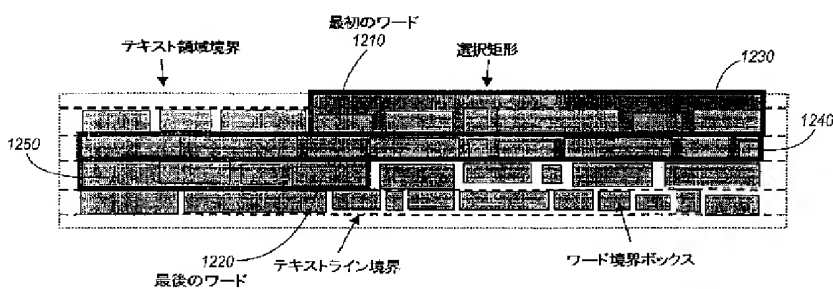 最初のワード
1210
テキスト領域境界
選択矩形
1230
1240
1250
1220
最後のワード
テキストライン境界
ワード境界ボックス